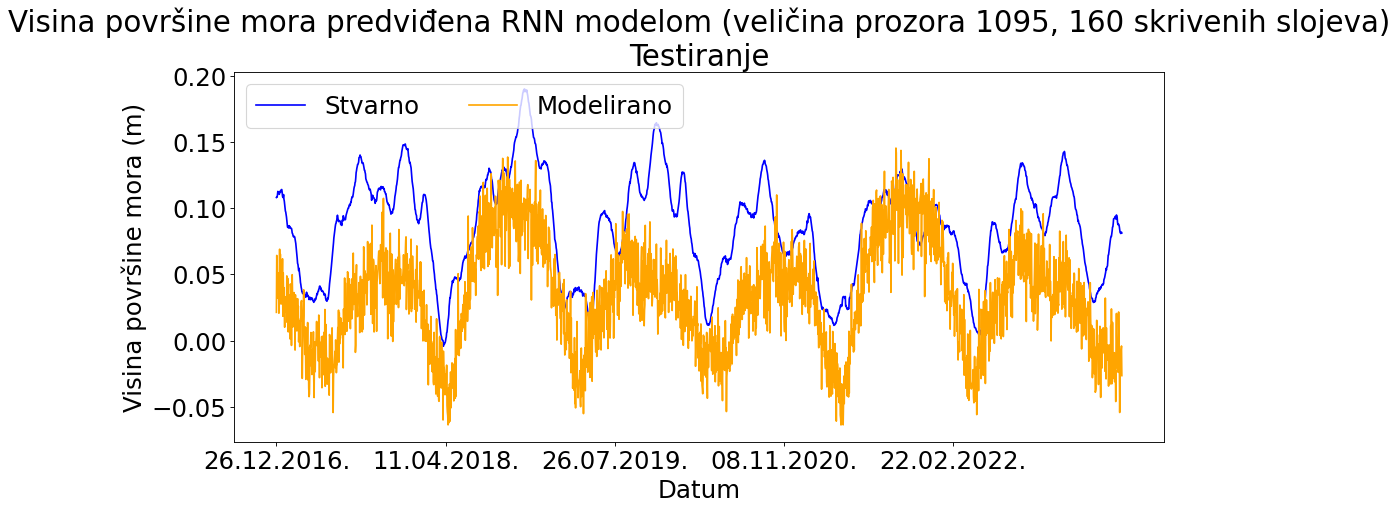 Visina površine mora predviđena RNN modelom (veličina prozora 1095, 160 skrivenih slojeva)
Testiranje
Stvarno
Modelirano
Visina površine mora (m)
0.20
0.15
0.10
0.05
0.00
−0.05
26.12.2016.
11.04.2018.
26.07.2019.
08.11.2020.
22.02.2022.
Datum